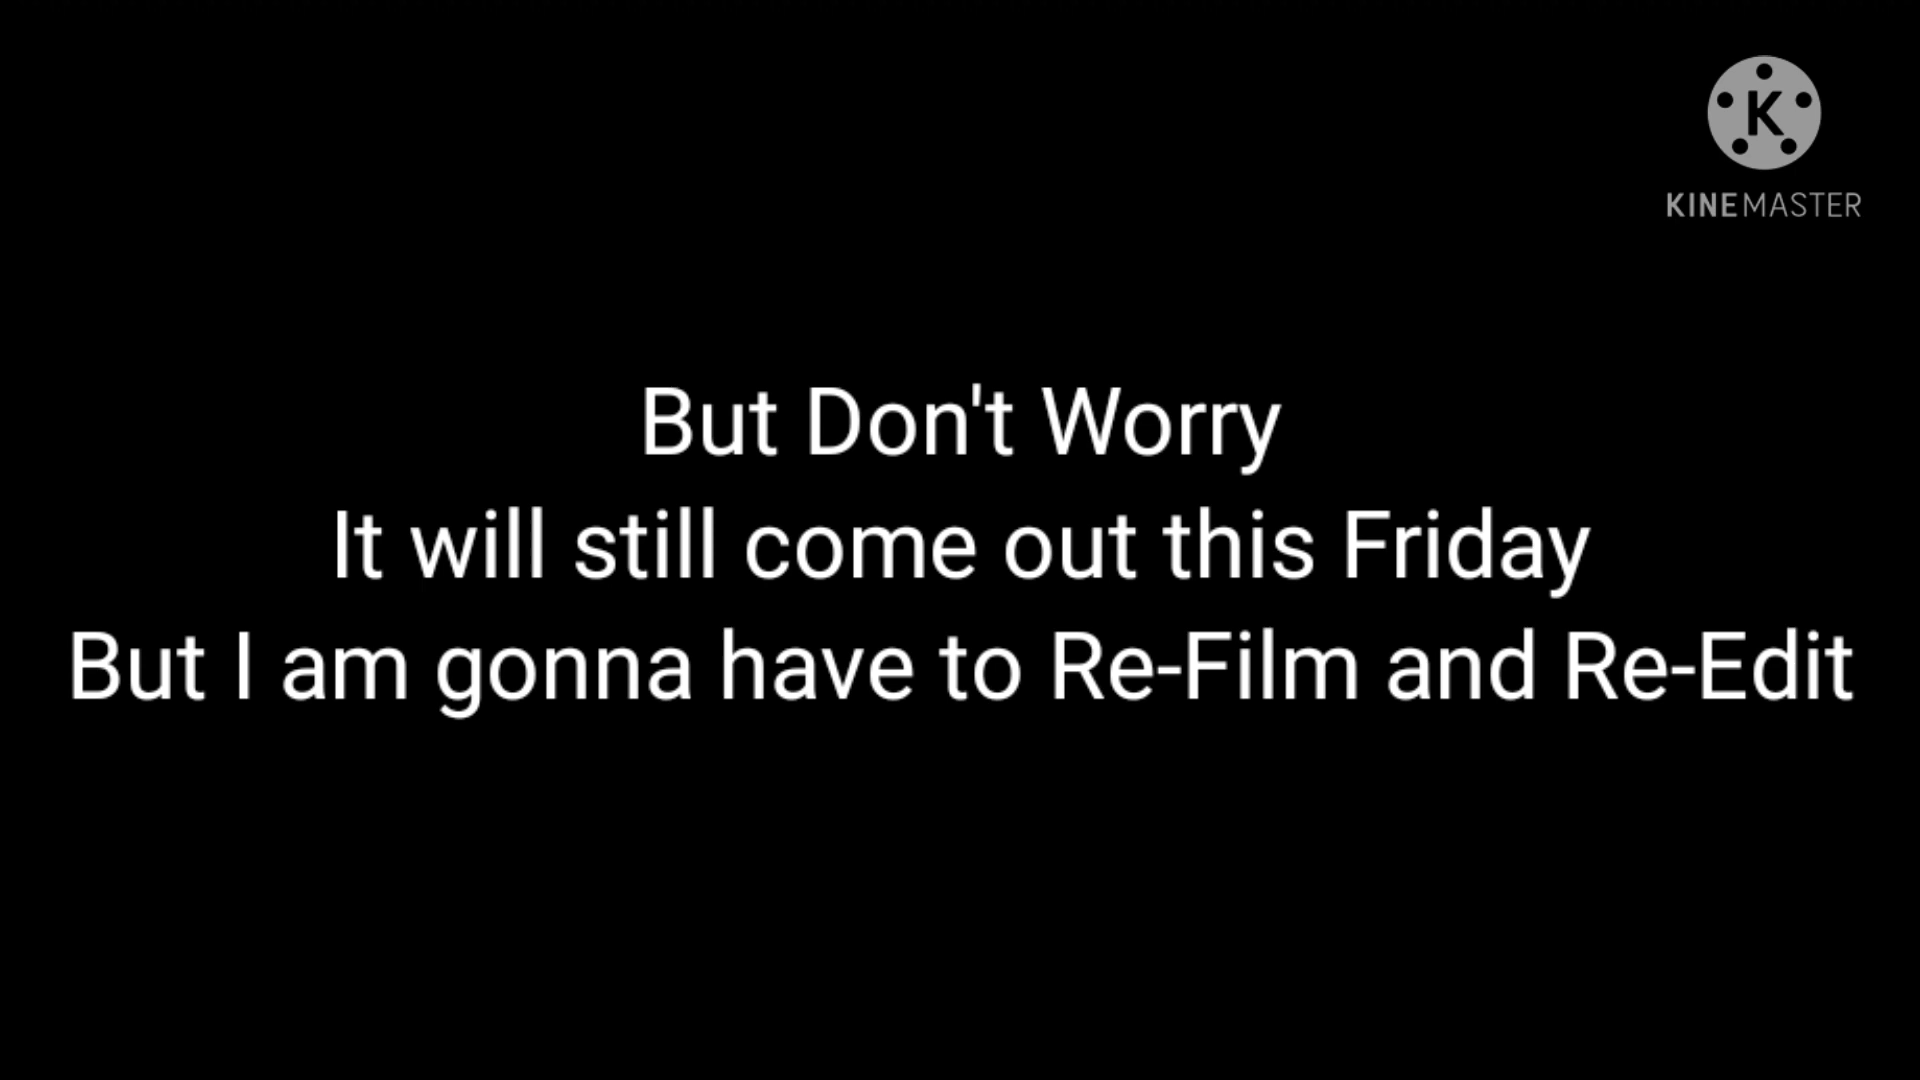 K
KINEMASTER
But Don't Worry
It will still come out this Friday
But I am gonna have to Re-Film and Re-Edit